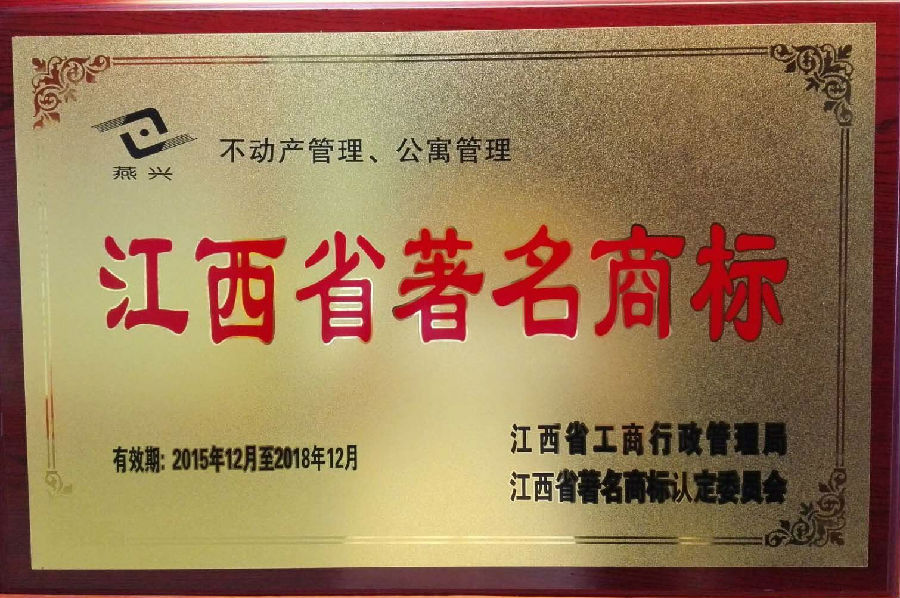 燕兴
不动产管理、公寓管理
江西省著名商标
有效期: 2015年12月至2018年12月
江西省工商行政管理局
江西省著名商标认定委员会